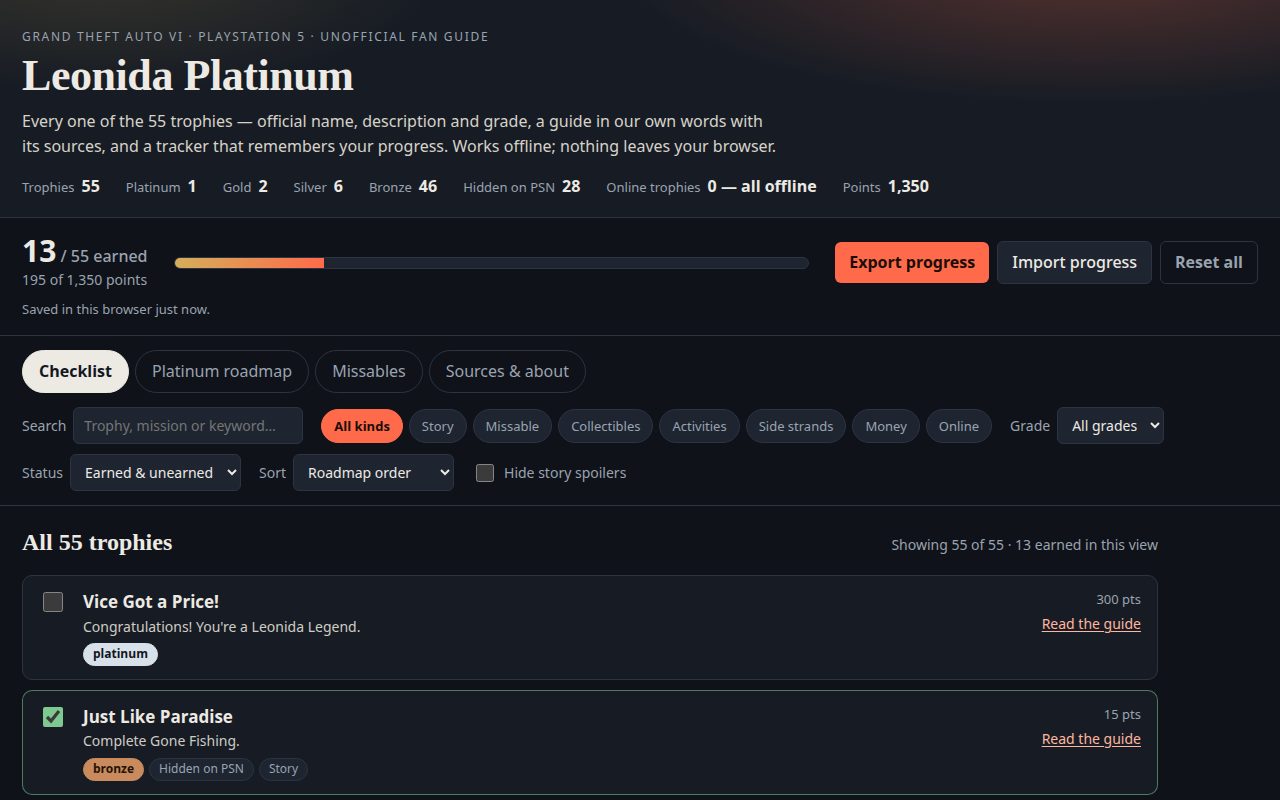 GRAND THEFT AUTO VI · PLAYSTATION 5 · UNOFFICIAL FAN GUIDE
Leonida Platinum
Every one of the 55 trophies — official name, description and grade, a guide in our own words with
its sources, and a tracker that remembers your progress. Works offline; nothing leaves your browser.
Trophies 55 Platinum 1 Gold 2 Silver 6 Bronze 46 Hidden on PSN 28 Online trophies 0 — all offline Points 1,350
13 / 55 earned
195 of 1,350 points
Saved in this browser just now.
Export progress Import progress Reset all
Checklist Platinum roadmap Missables Sources & about
Search Trophy, mission or keyword... All kinds Story Missable Collectibles Activities Side strands Money Online Grade All grades
Status Earned & unearned Sort Roadmap order Hide story spoilers
All 55 trophies Showing 55 of 55 · 13 earned in this view
Vice Got a Price! 300 pts
Congratulations! You're a Leonida Legend. Read the guide
platinum
Just Like Paradise 15 pts
Complete Gone Fishing. Read the guide
bronze Hidden on PSN Story